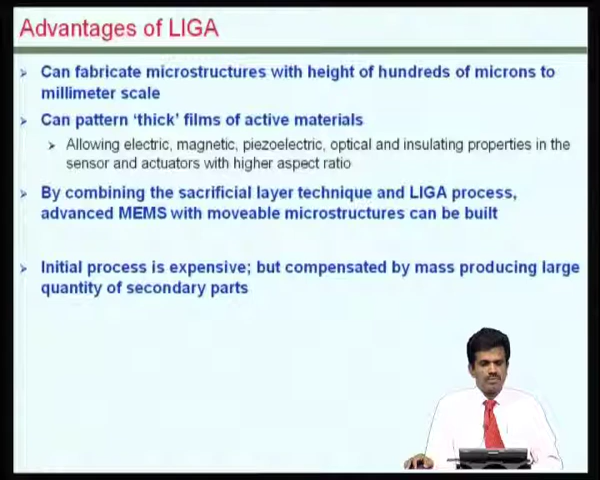 Advantages of LIGA
Can fabricate microstructures with height of hundreds of microns to
millimeter scale
Can pattern ‘thick’ films of active materials
Allowing electric, magnetic, piezoelectric, optical and insulating properties in the
sensor and actuators with higher aspect ratio
By combining the sacrificial layer technique and LIGA process,
advanced MEMS with moveable microstructures can be built
Initial process is expensive; but compensated by mass producing large
quantity of secondary parts